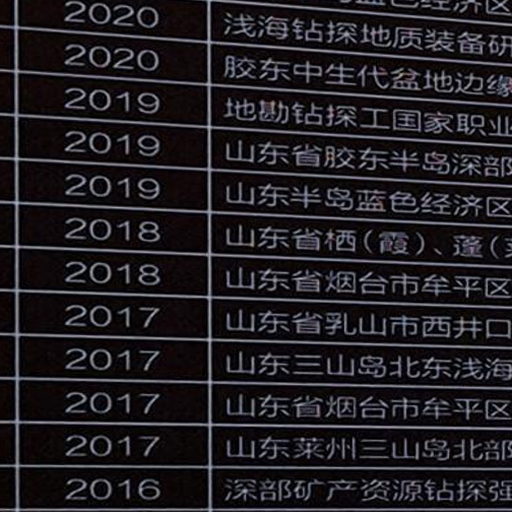 蓝色经济区
2020 浅海钻探地质装备研
2020 胶东中生代盆地边缘
2019 地勘钻探工国家职业
2019 山东省胶东半岛深部
2019 山东半岛蓝色经济区
2018 山东省栖(霞)、蓬(莱
2018 山东省烟台市牟平区
2017 山东省乳山市西井口
2017 山东三山岛北东浅海
2017 山东省烟台市牟平区
2017 山东莱州三山岛北部
2016 深部矿产资源钻探强